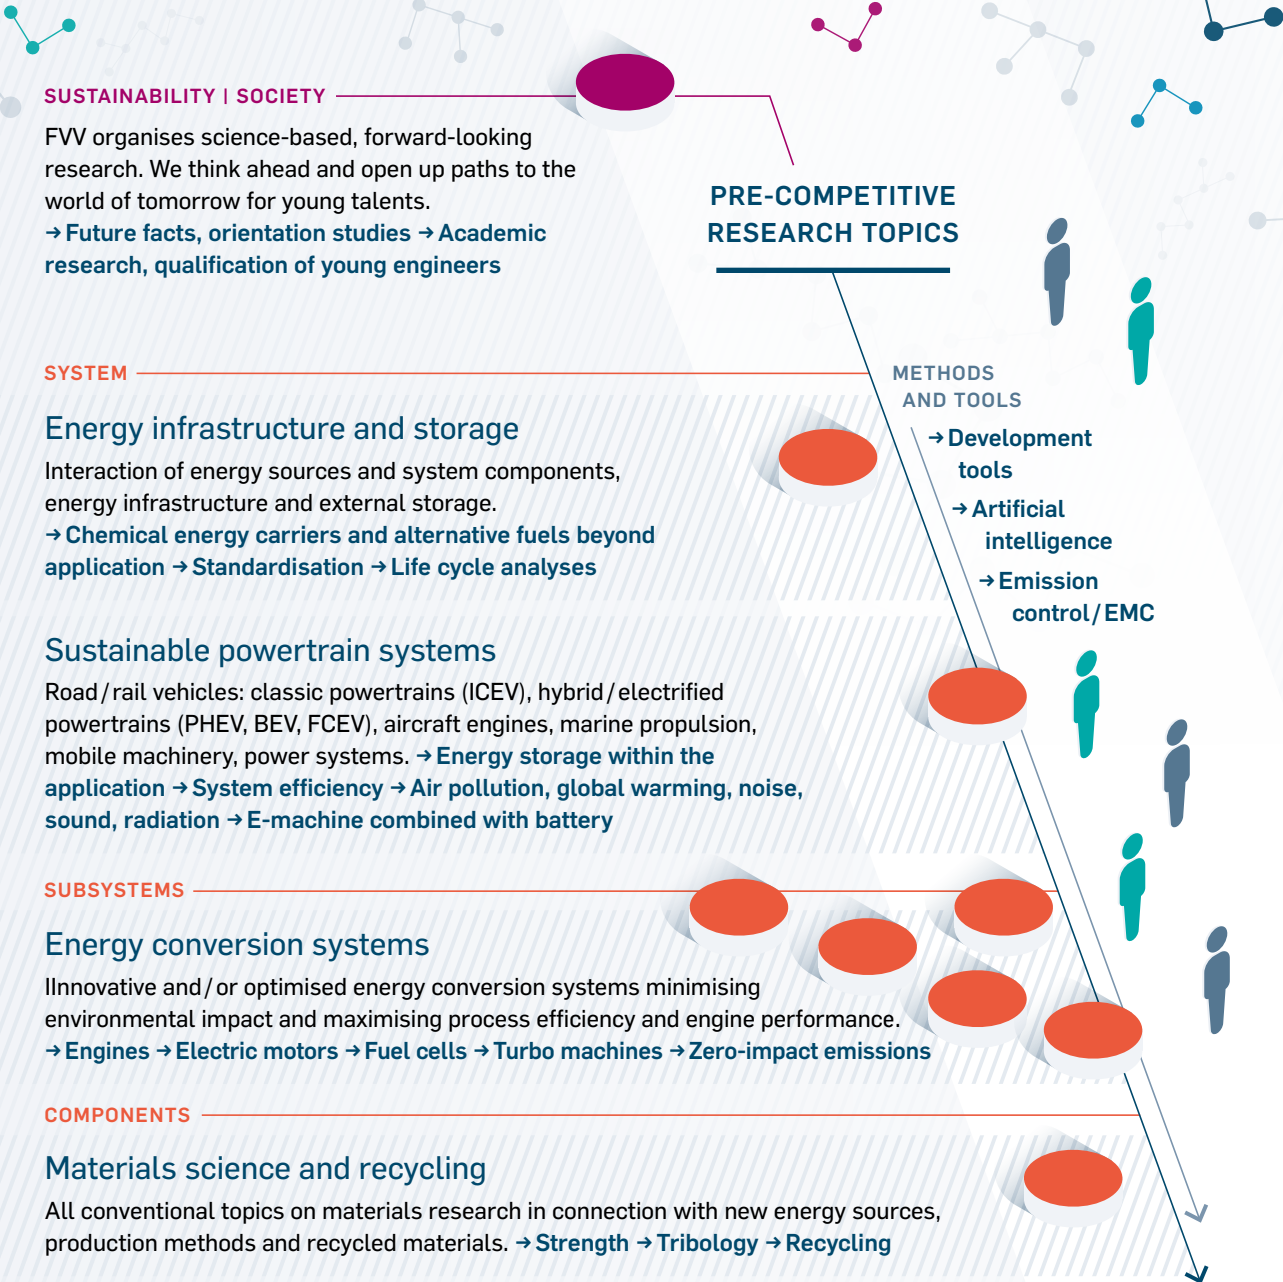 SUSTAINABILITY | SOCIETY
FVV organises science-based, forward-looking
research. We think ahead and open up paths to the
world of tomorrow for young talents.
→ Future facts, orientation studies → Academic
research, qualification of young engineers
PRE-COMPETITIVE
RESEARCH TOPICS
SYSTEM
Energy infrastructure and storage
Interaction of energy sources and system components,
energy infrastructure and external storage.
→ Chemical energy carriers and alternative fuels beyond
application → Standardisation → Life cycle analyses
METHODS
AND TOOLS
→ Development
tools
→ Artificial
intelligence
→ Emission
control / EMC
Sustainable powertrain systems
Road / rail vehicles: classic powertrains (ICEV), hybrid / electrified
powertrains (PHEV, BEV, FCEV), aircraft engines, marine propulsion,
mobile machinery, power systems. → Energy storage within the
application → System efficiency → Air pollution, global warming, noise,
sound, radiation → E-machine combined with battery
SUBSYSTEMS
Energy conversion systems
IInnovative and / or optimised energy conversion systems minimising
environmental impact and maximising process efficiency and engine performance.
→ Engines → Electric motors → Fuel cells → Turbo machines → Zero-impact emissions
COMPONENTS
Materials science and recycling
All conventional topics on materials research in connection with new energy sources,
production methods and recycled materials. → Strength → Tribology → Recycling